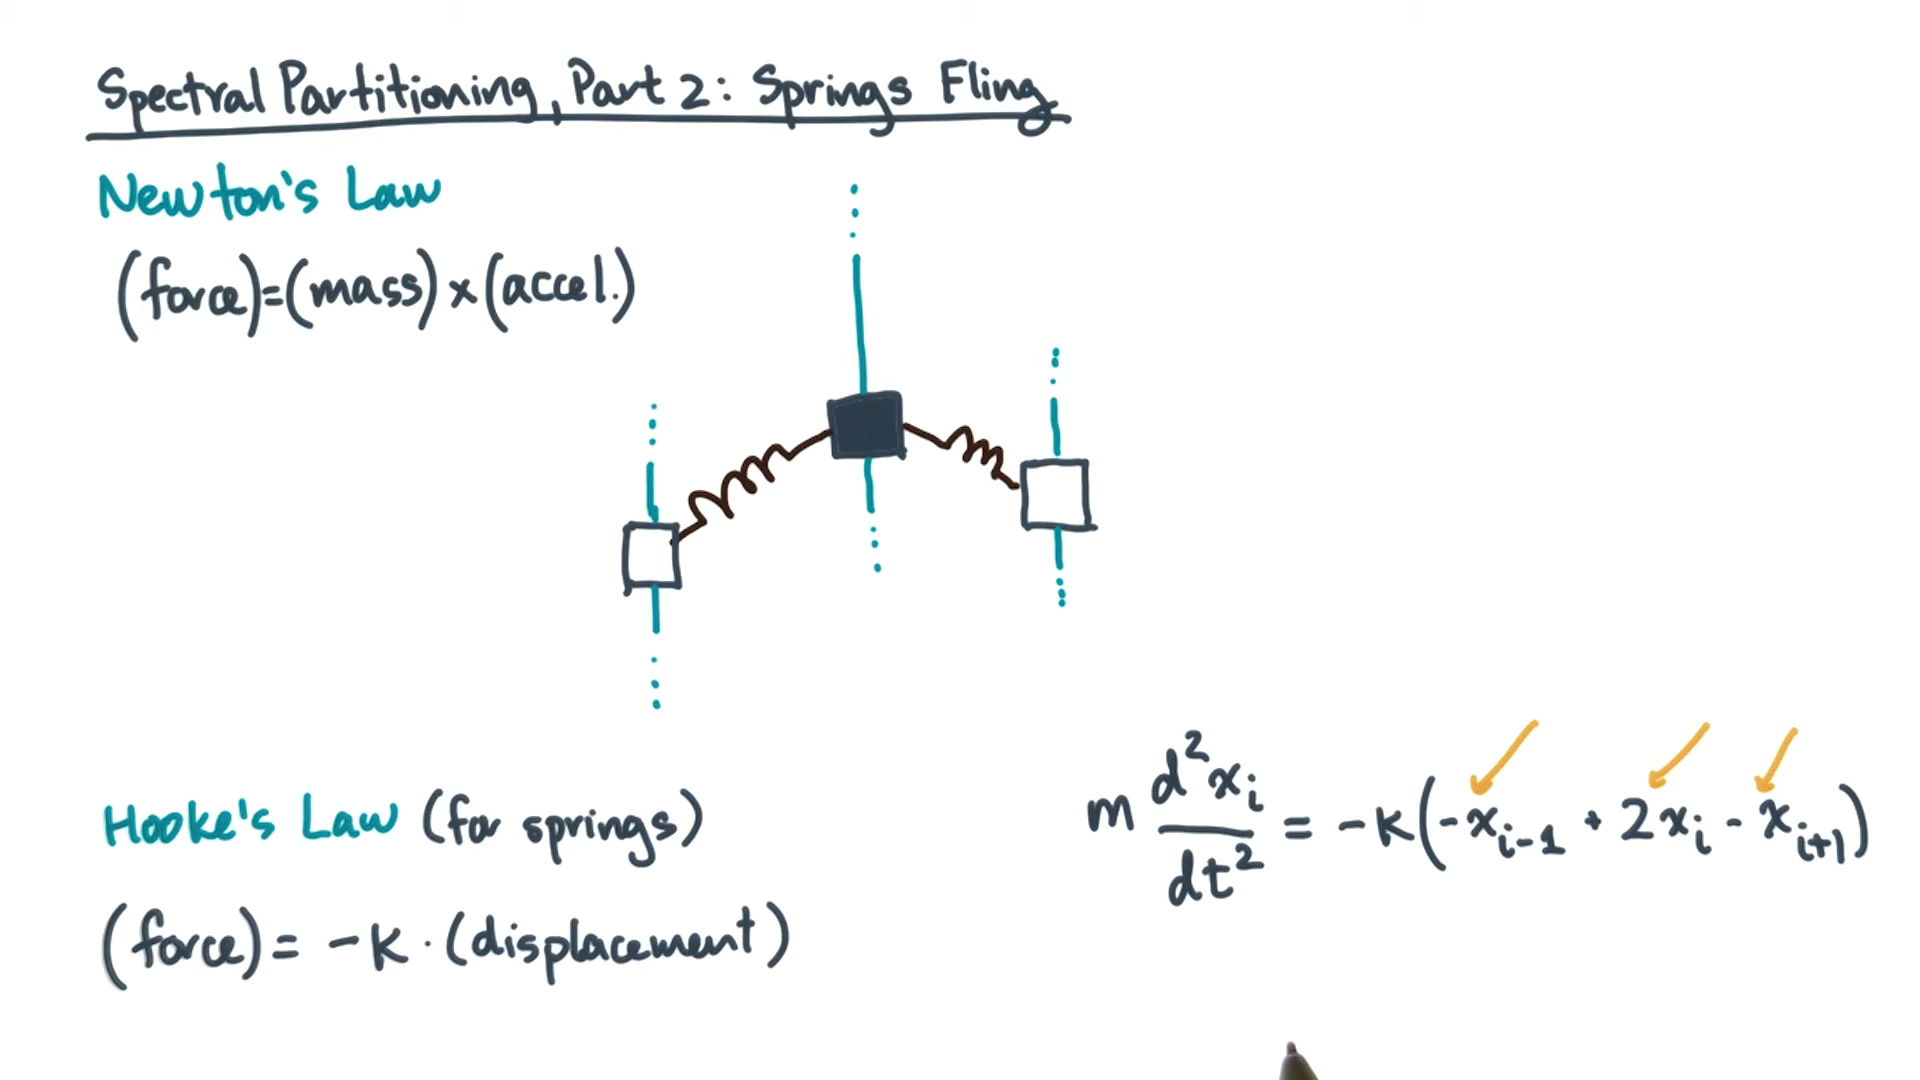 Spectral Partitioning, Part 2: Springs Fling
Newton's Law
(force)=(mass)x(accel.)
Hooke's Law (for springs)
(force) = -k·(displacement)
m d²xᵢ/dt² = -k(-xᵢ₋₁ + 2xᵢ - xᵢ₊₁)